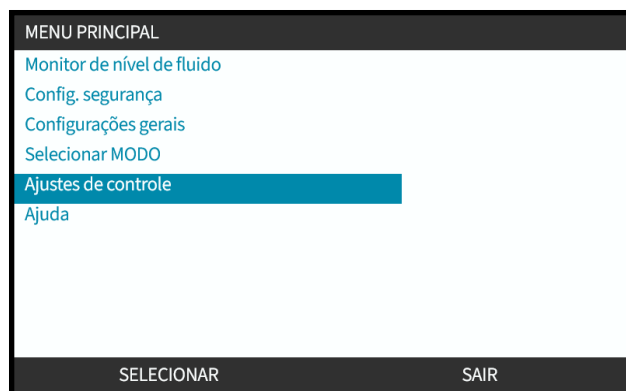 MENU PRINCIPAL
Monitor de nível de fluido
Config. segurança
Configurações gerais
Selecionar MODO
Ajustes de controle
Ajuda
SELECIONAR SAIR